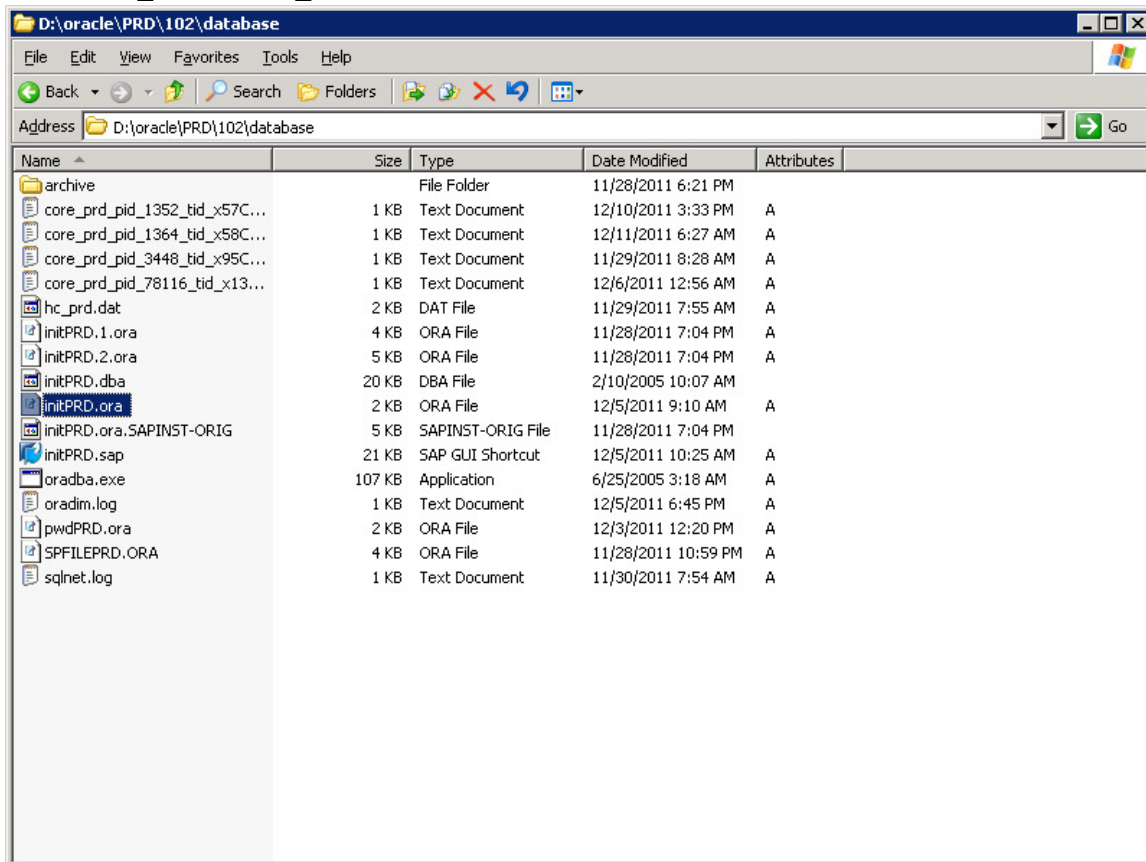 D:\oracle\PRD\102\database
File Edit View Favorites Tools Help
Back Search Folders
Address D:\oracle\PRD\102\database Go
Name Size Type Date Modified Attributes
archive File Folder 11/28/2011 6:21 PM
core_prd_pid_1352_tid_x57C... 1 KB Text Document 12/10/2011 3:33 PM A
core_prd_pid_1364_tid_x58C... 1 KB Text Document 12/11/2011 6:27 AM A
core_prd_pid_3448_tid_x95C... 1 KB Text Document 11/29/2011 8:28 AM A
core_prd_pid_78116_tid_x13... 1 KB Text Document 12/6/2011 12:56 AM A
hc_prd.dat 2 KB DAT File 11/29/2011 7:55 AM A
initPRD.1.ora 4 KB ORA File 11/28/2011 7:04 PM A
initPRD.2.ora 5 KB ORA File 11/28/2011 7:04 PM A
initPRD.dba 20 KB DBA File 2/10/2005 10:07 AM
initPRD.ora 2 KB ORA File 12/5/2011 9:10 AM A
initPRD.ora.SAPINST-ORIG 5 KB SAPINST-ORIG File 11/28/2011 7:04 PM
initPRD.sap 21 KB SAP GUI Shortcut 12/5/2011 10:25 AM A
oradba.exe 107 KB Application 6/25/2005 3:18 AM A
oradim.log 1 KB Text Document 12/5/2011 6:45 PM A
pwdPRD.ora 2 KB ORA File 12/3/2011 12:20 PM A
SPFILEPRD.ORA 4 KB ORA File 11/28/2011 10:59 PM A
sqlnet.log 1 KB Text Document 11/30/2011 7:54 AM A